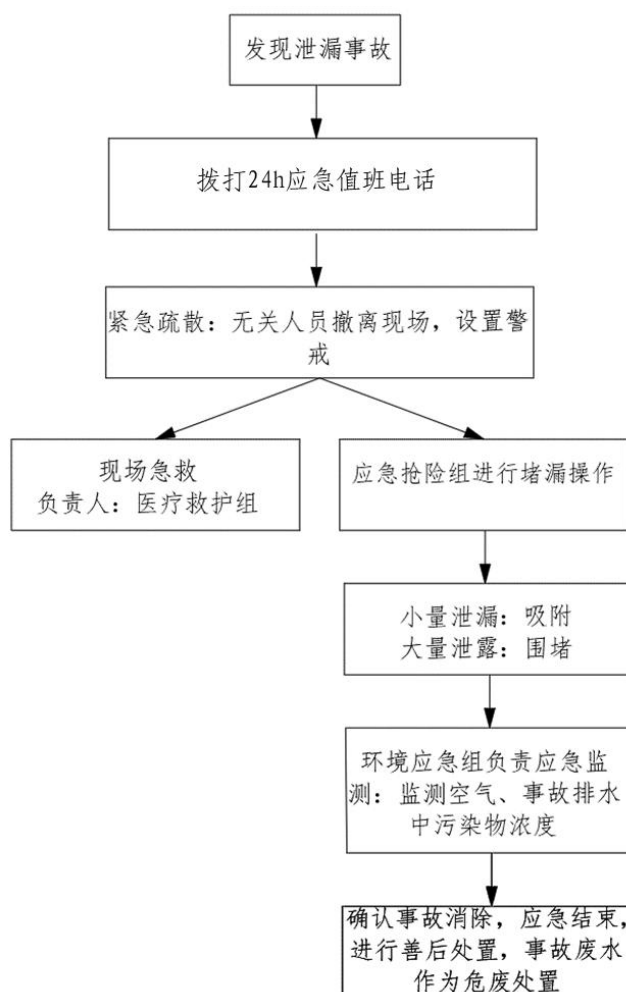 发现泄漏事故
拨打24h应急值班电话
紧急疏散：无关人员撤离现场，设置警
戒
现场急救
负责人：医疗救护组
应急抢险组进行堵漏操作
小量泄漏：吸附
大量泄露：围堵
环境应急组负责应急监
测：监测空气、事故排水
中污染物浓度
确认事故消除，应急结束，
进行善后处置，事故废水
作为危废处置